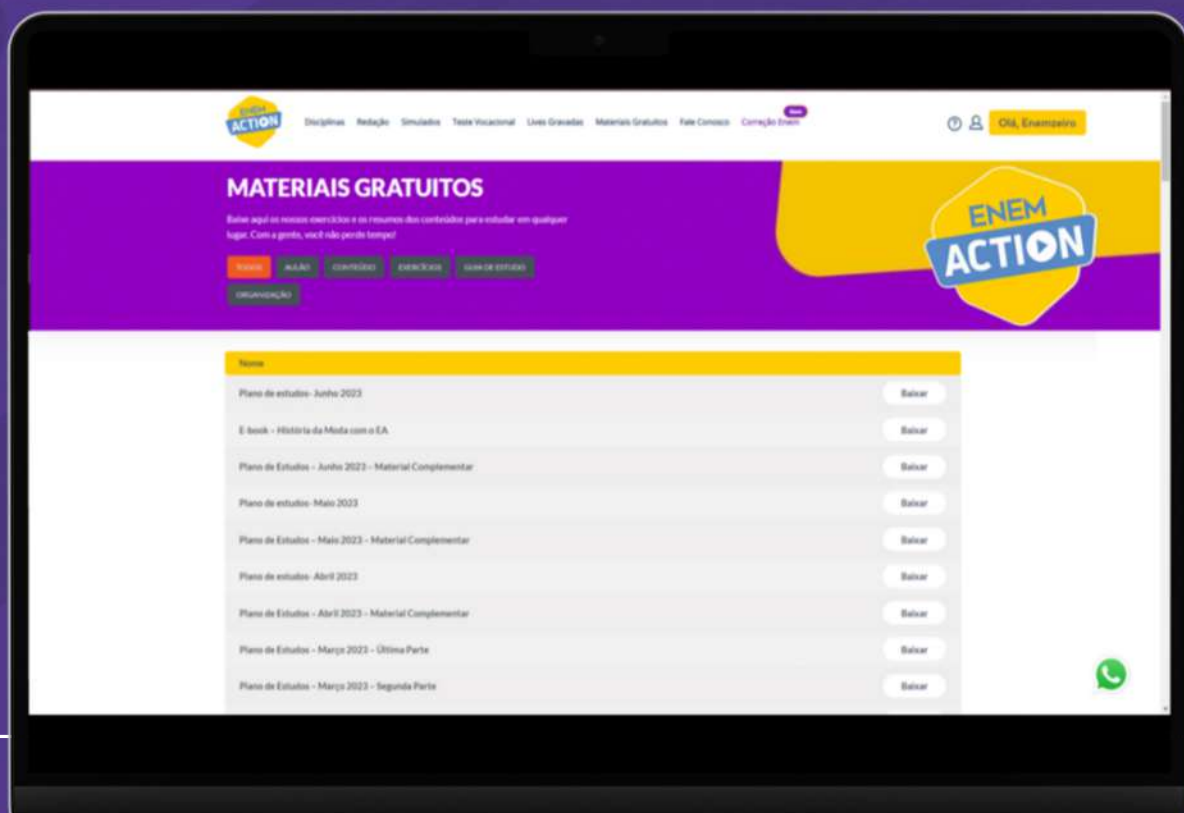 ENEM
ACTION
Disciplinas Redação Simulados Teste Vocacional Lives Gravadas Materiais Gratuitos Fale Conosco Correção Enem
Olá, Enemzeiro
MATERIAIS GRATUITOS
Baixe aqui os nossos exercícios e os resumos dos conteúdos para estudar em qualquer
lugar. Com a gente, você não perde tempo!
TODOS AULÃO CONTEÚDO EXERCÍCIOS GUIA DE ESTUDO
ORGANIZAÇÃO
ENEM
ACTION
Nome
Plano de estudos- Junho 2023 Baixar
E-book – História da Moda com o EA Baixar
Plano de Estudos – Junho 2023 – Material Complementar Baixar
Plano de estudos- Maio 2023 Baixar
Plano de Estudos – Maio 2023 – Material Complementar Baixar
Plano de estudos- Abril 2023 Baixar
Plano de Estudos – Abril 2023 – Material Complementar Baixar
Plano de Estudos – Março 2023 – Última Parte Baixar
Plano de Estudos – Março 2023 – Segunda Parte Baixar